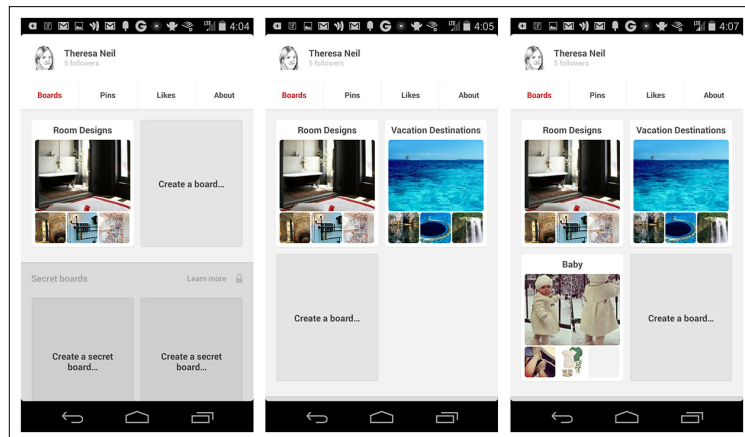 4:04
Theresa Neil
5 followers
Boards Pins Likes About
Room Designs
Create a board...
Secret boards Learn more
Create a secret
board...
Create a secret
board...
4:05
Theresa Neil
5 followers
Boards Pins Likes About
Room Designs Vacation Destinations
Create a board...
4:07
Theresa Neil
5 followers
Boards Pins Likes About
Room Designs Vacation Destinations
Baby
Create a board...